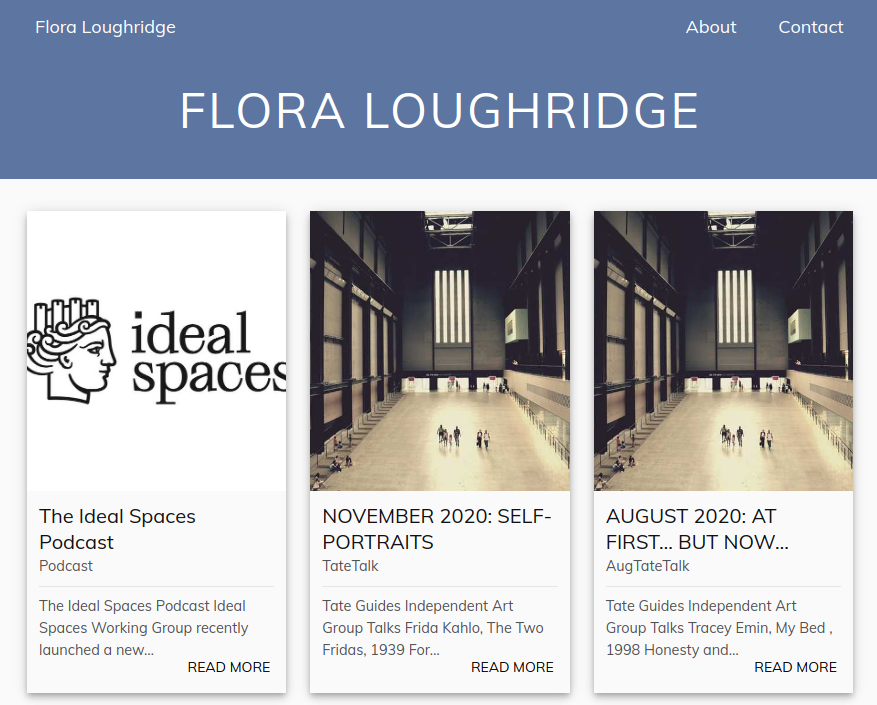 Flora Loughridge
About
Contact
FLORA LOUGHRIDGE
ideal
spaces
The Ideal Spaces
Podcast
Podcast
The Ideal Spaces Podcast Ideal
Spaces Working Group recently
launched a new...
READ MORE
NOVEMBER 2020: SELF-
PORTRAITS
TateTalk
Tate Guides Independent Art
Group Talks Frida Kahlo, The Two
Fridas, 1939 For...
READ MORE
AUGUST 2020: AT
FIRST... BUT NOW...
AugTateTalk
Tate Guides Independent Art
Group Talks Tracey Emin, My Bed ,
1998 Honesty and...
READ MORE